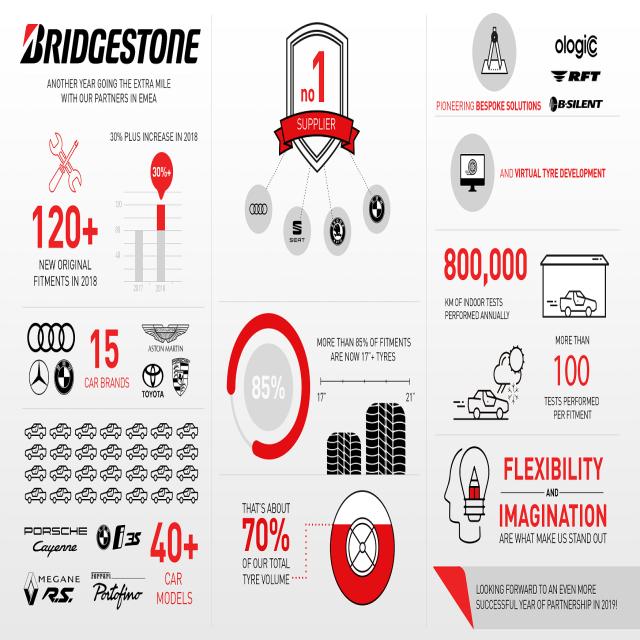 BRIDGESTONE
ANOTHER YEAR GOING THE EXTRA MILE
WITH OUR PARTNERS IN EMEA
30% PLUS INCREASE IN 2018
30%+
120+
NEW ORIGINAL
FITMENTS IN 2018
120
80
40
2017
2018
15
CAR BRANDS
ASTON MARTIN
TOYOTA
PORSCHE
Cayenne
i3s
MEGANE
R.S.
Ferrari
Portofino
40+
CAR
MODELS
no 1
SUPPLIER
SEAT
85%
MORE THAN 85% OF FITMENTS
ARE NOW 17"+ TYRES
17"
21"
THAT'S ABOUT
70%
OF OUR TOTAL
TYRE VOLUME
ologic
RFT
B-SILENT
PIONEERING BESPOKE SOLUTIONS
AND VIRTUAL TYRE DEVELOPMENT
800,000
KM OF INDOOR TESTS
PERFORMED ANNUALLY
MORE THAN
100
TESTS PERFORMED
PER FITMENT
FLEXIBILITY
AND
IMAGINATION
ARE WHAT MAKE US STAND OUT
LOOKING FORWARD TO AN EVEN MORE
SUCCESSFUL YEAR OF PARTNERSHIP IN 2019!